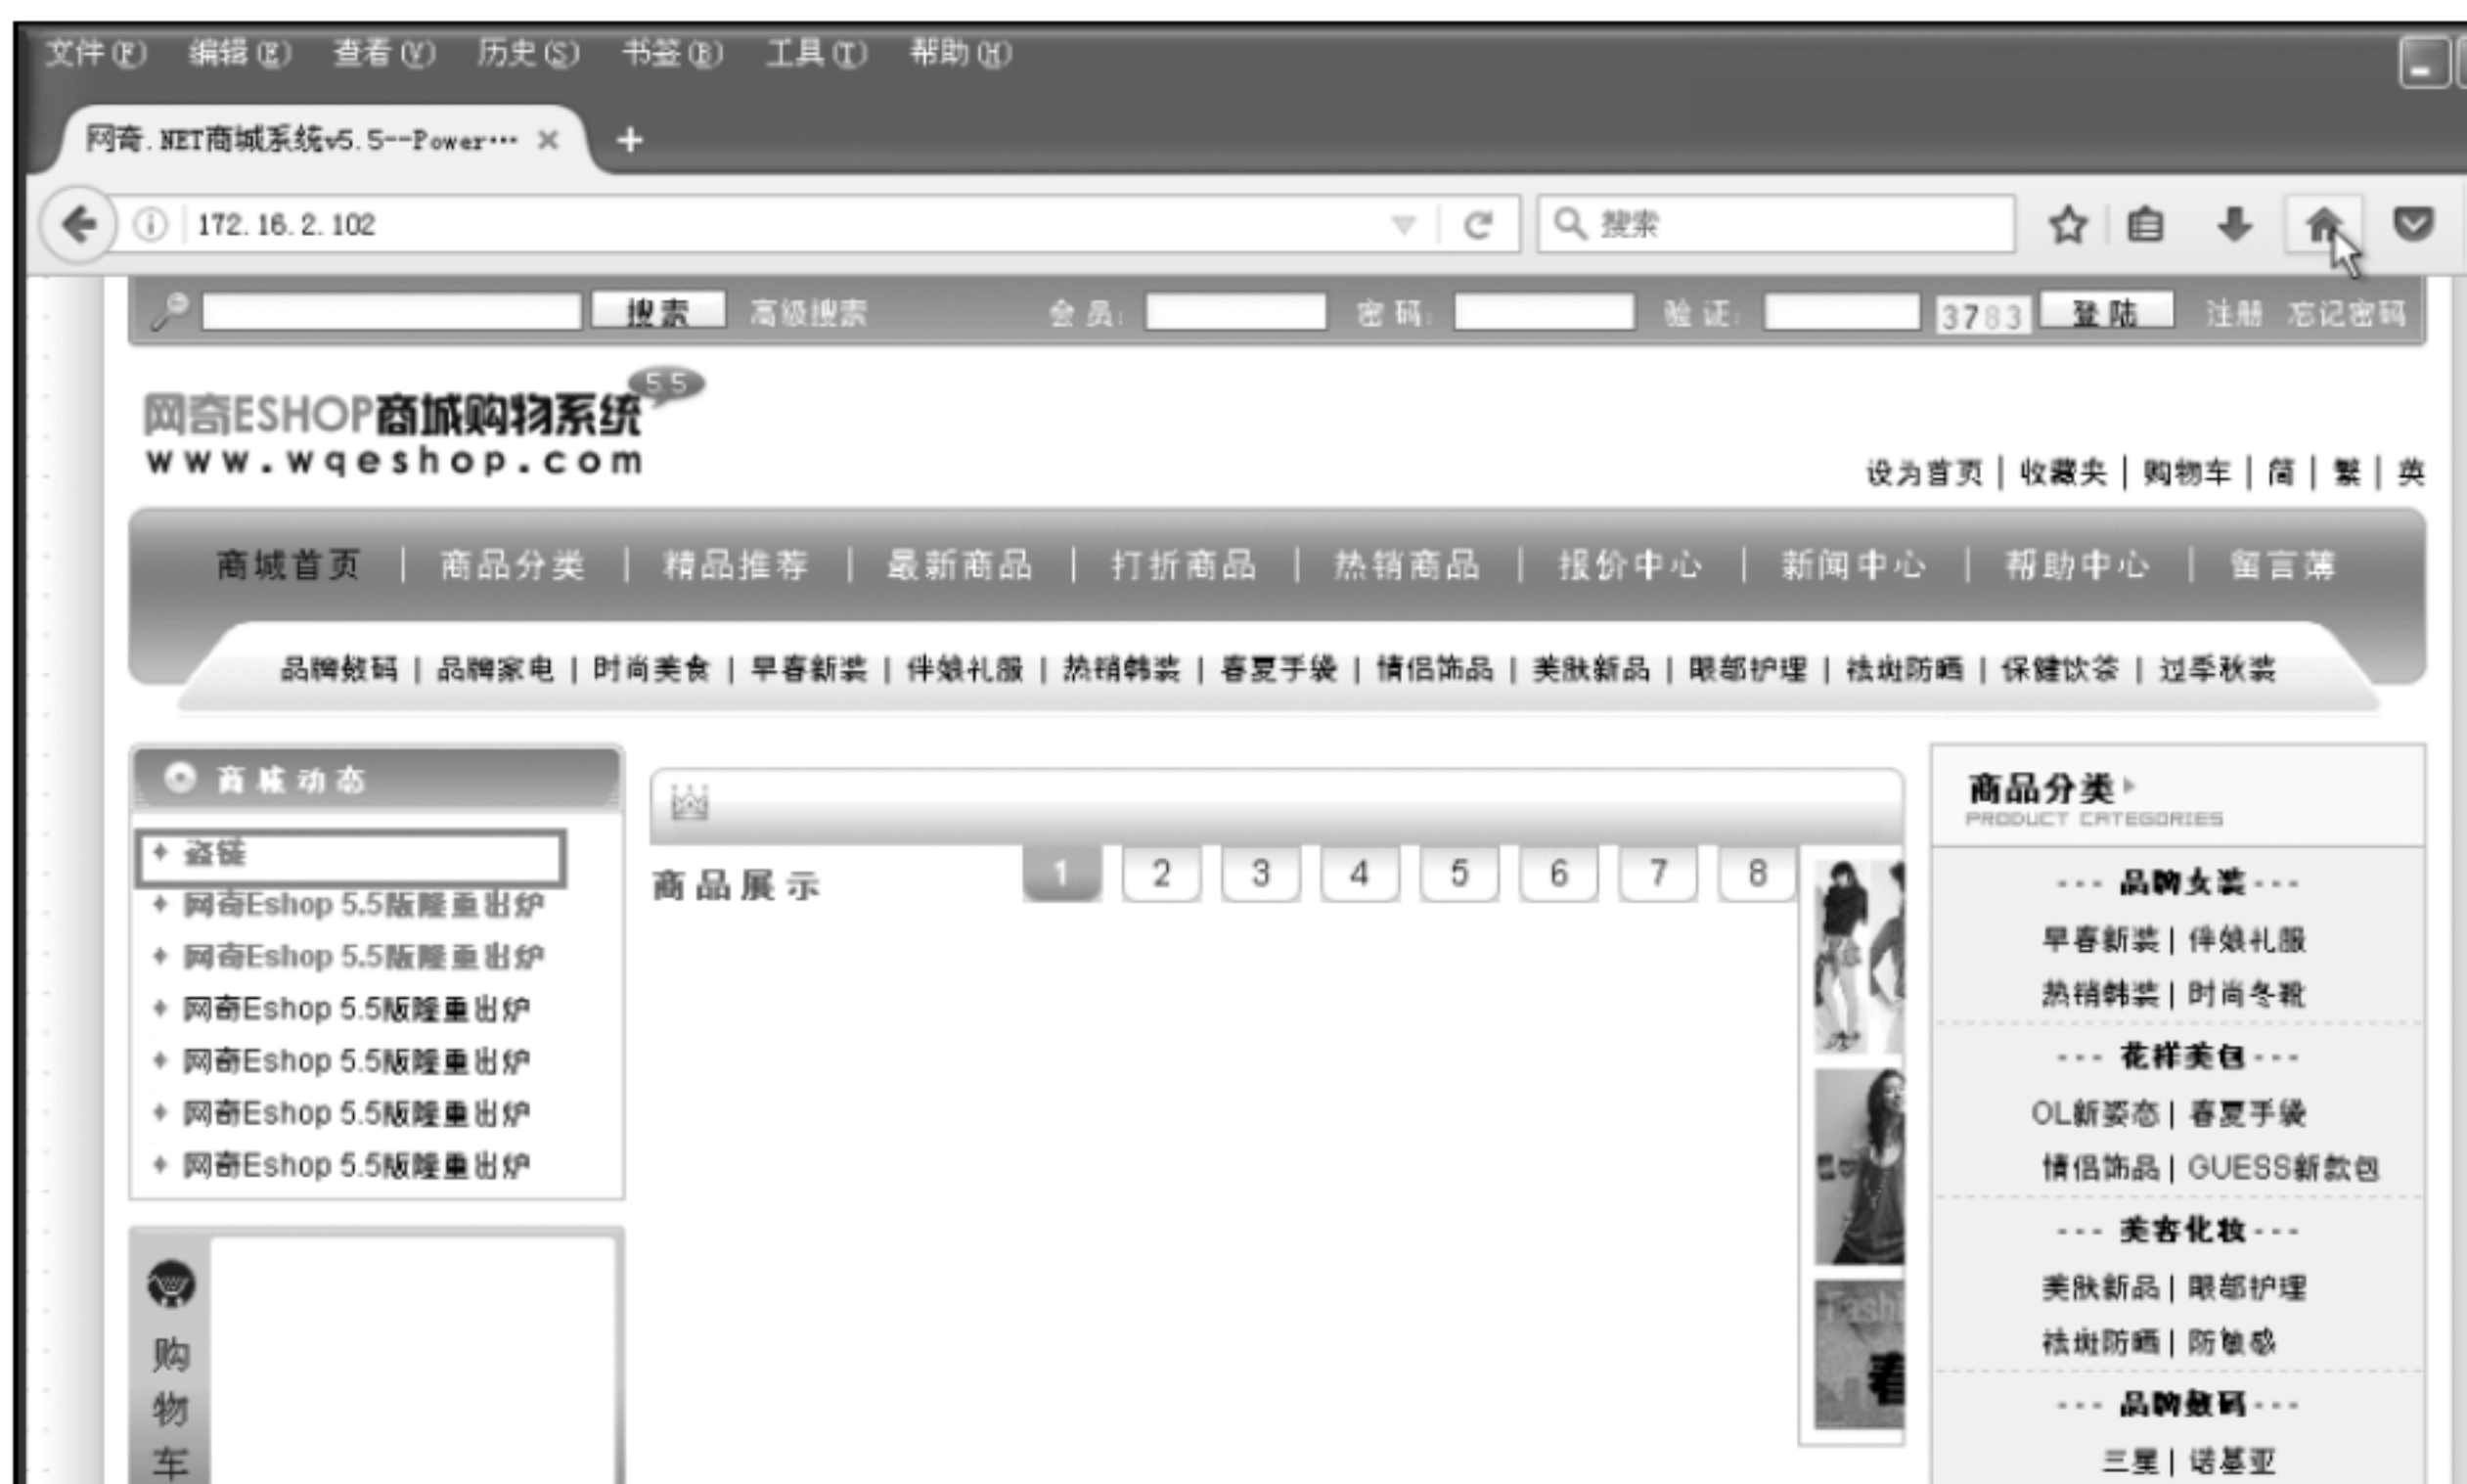 文件(F) 编辑(E) 查看(V) 历史(S) 书签(B) 工具(T) 帮助(H)
网奇.NET商城系统v5.5--Power… × +
172.16.2.102 搜索
搜索 高级搜索 会员: 密码: 验证: 3783 登陆 注册 忘记密码
5.5
网奇ESHOP商城购物系统
www.wqeshop.com
设为首页 | 收藏夹 | 购物车 | 简 | 繁 | 英
商城首页 | 商品分类 | 精品推荐 | 最新商品 | 打折商品 | 热销商品 | 报价中心 | 新闻中心 | 帮助中心 | 留言薄
品牌数码 | 品牌家电 | 时尚美食 | 早春新装 | 伴娘礼服 | 热销韩装 | 春夏手袋 | 情侣饰品 | 美肤新品 | 眼部护理 | 祛斑防晒 | 保健饮茶 | 过季秋装
商城动态
盗链
网奇Eshop 5.5版隆重出炉
网奇Eshop 5.5版隆重出炉
网奇Eshop 5.5版隆重出炉
网奇Eshop 5.5版隆重出炉
网奇Eshop 5.5版隆重出炉
网奇Eshop 5.5版隆重出炉
购物车
商品展示 1 2 3 4 5 6 7 8
Fashi
春
商品分类
PRODUCT CATEGORIES
--- 品牌女装 ---
早春新装 | 伴娘礼服
热销韩装 | 时尚冬靴
--- 花样美包 ---
OL新姿态 | 春夏手袋
情侣饰品 | GUESS新款包
--- 美容化妆 ---
美肤新品 | 眼部护理
祛斑防晒 | 防敏感
--- 品牌数码 ---
三星 | 诺基亚